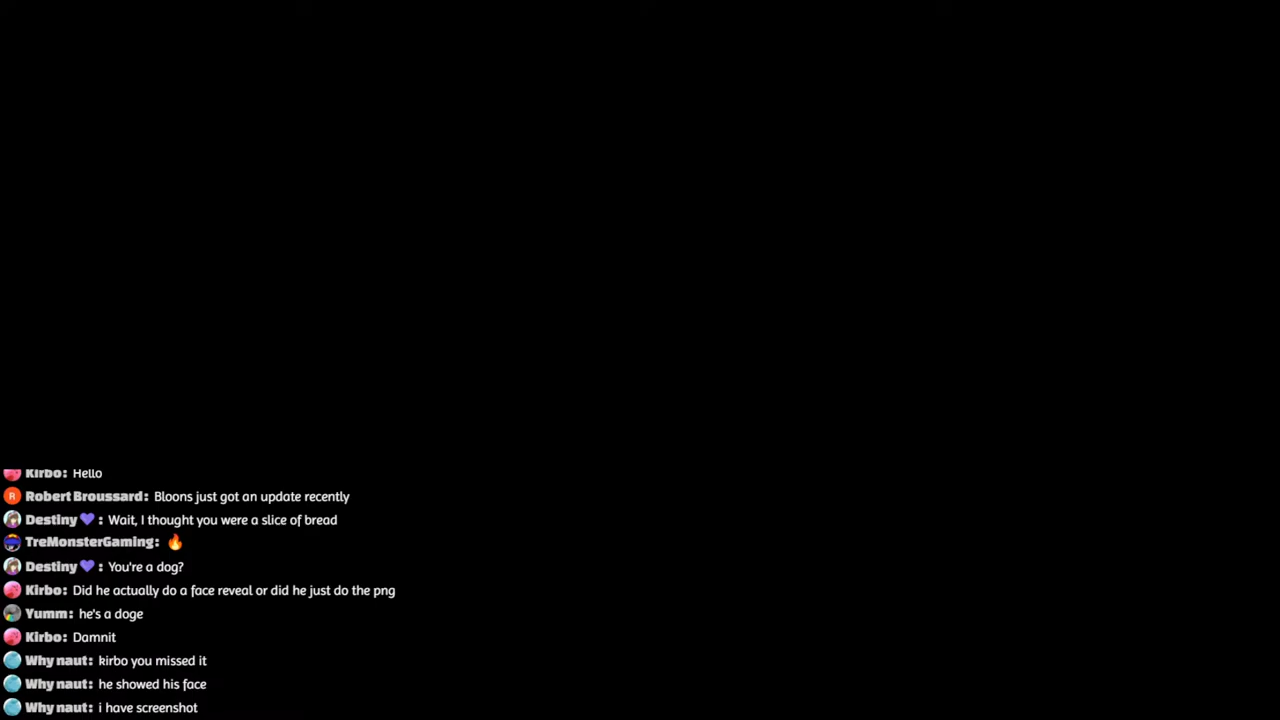 Kirbo: Hello
R Robert Broussard: Bloons just got an update recently
Destiny💜: Wait, I thought you were a slice of bread
TreMonsterGaming: 🔥
Destiny💜: You're a dog?
Kirbo: Did he actually do a face reveal or did he just do the png
Yumm: he's a doge
Kirbo: Damnit
Why naut: kirbo you missed it
Why naut: he showed his face
Why naut: i have screenshot